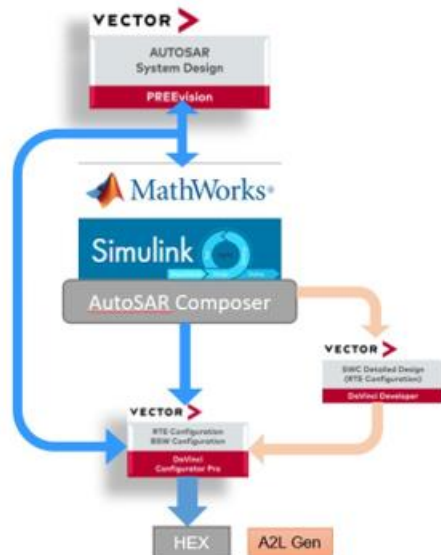 VECTOR
AUTOSAR
System Design
PREEvision
MathWorks®
Simulink
AutoSAR Composer
VECTOR
SWC Detailed Design
(RTE Configuration)
DaVinci Developer
VECTOR
RTE Configuration
BSW Configuration
DaVinci
Configurator Pro
HEX
A2L Gen